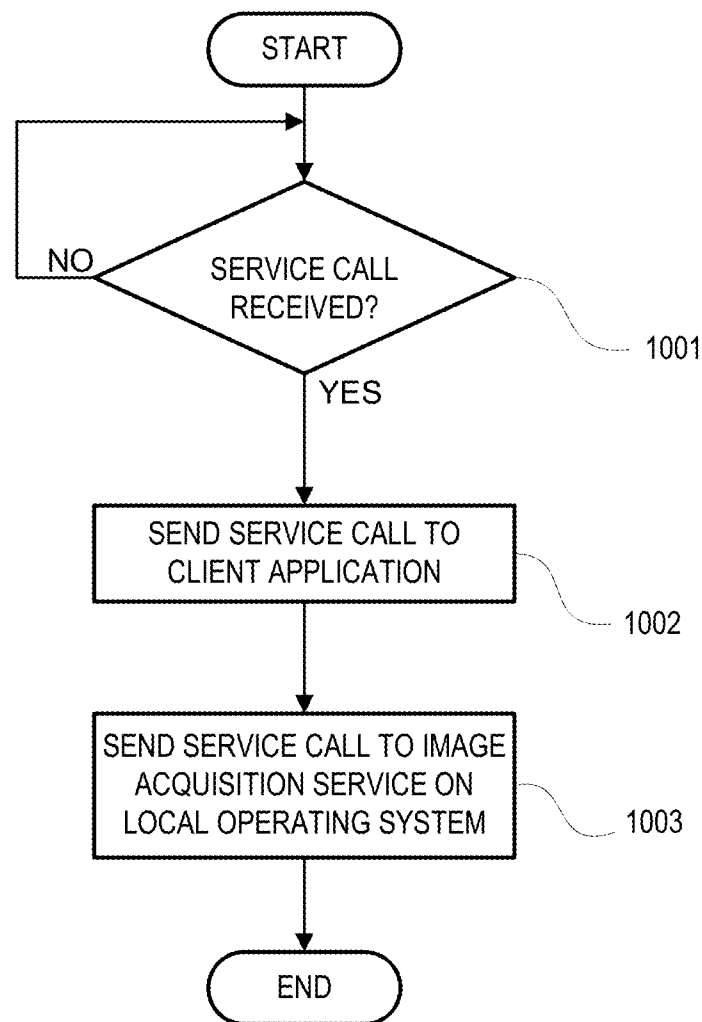 START
NO
SERVICE CALL
RECEIVED?
1001
YES
SEND SERVICE CALL TO
CLIENT APPLICATION
1002
SEND SERVICE CALL TO IMAGE
ACQUISITION SERVICE ON
LOCAL OPERATING SYSTEM
1003
END